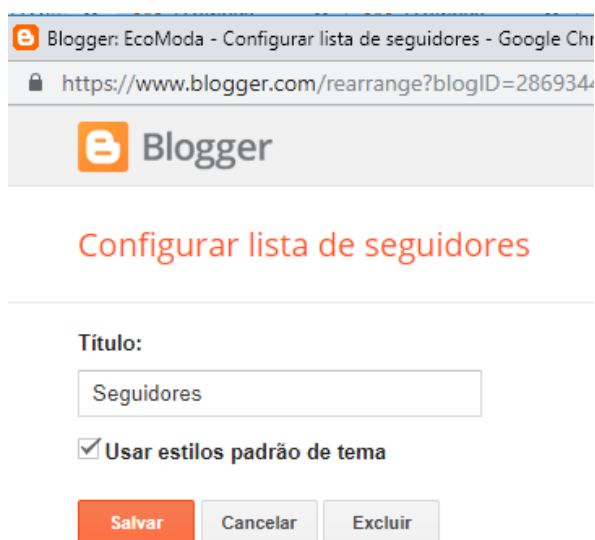 Blogger: EcoModa - Configurar lista de seguidores - Google Chr
https://www.blogger.com/rearrange?blogID=286934
Blogger
Configurar lista de seguidores
Título:
Seguidores
Usar estilos padrão de tema
Salvar Cancelar Excluir